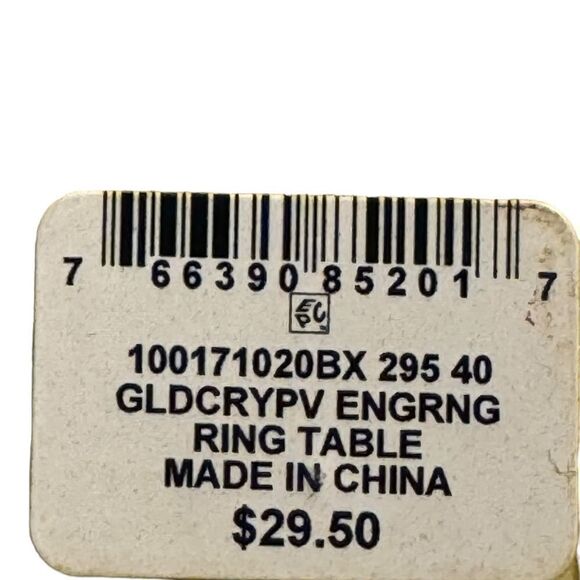 7 66390 85201 7
EPC
100171020BX 295 40
GLDCRYPV ENGRNG
RING TABLE
MADE IN CHINA
$29.50